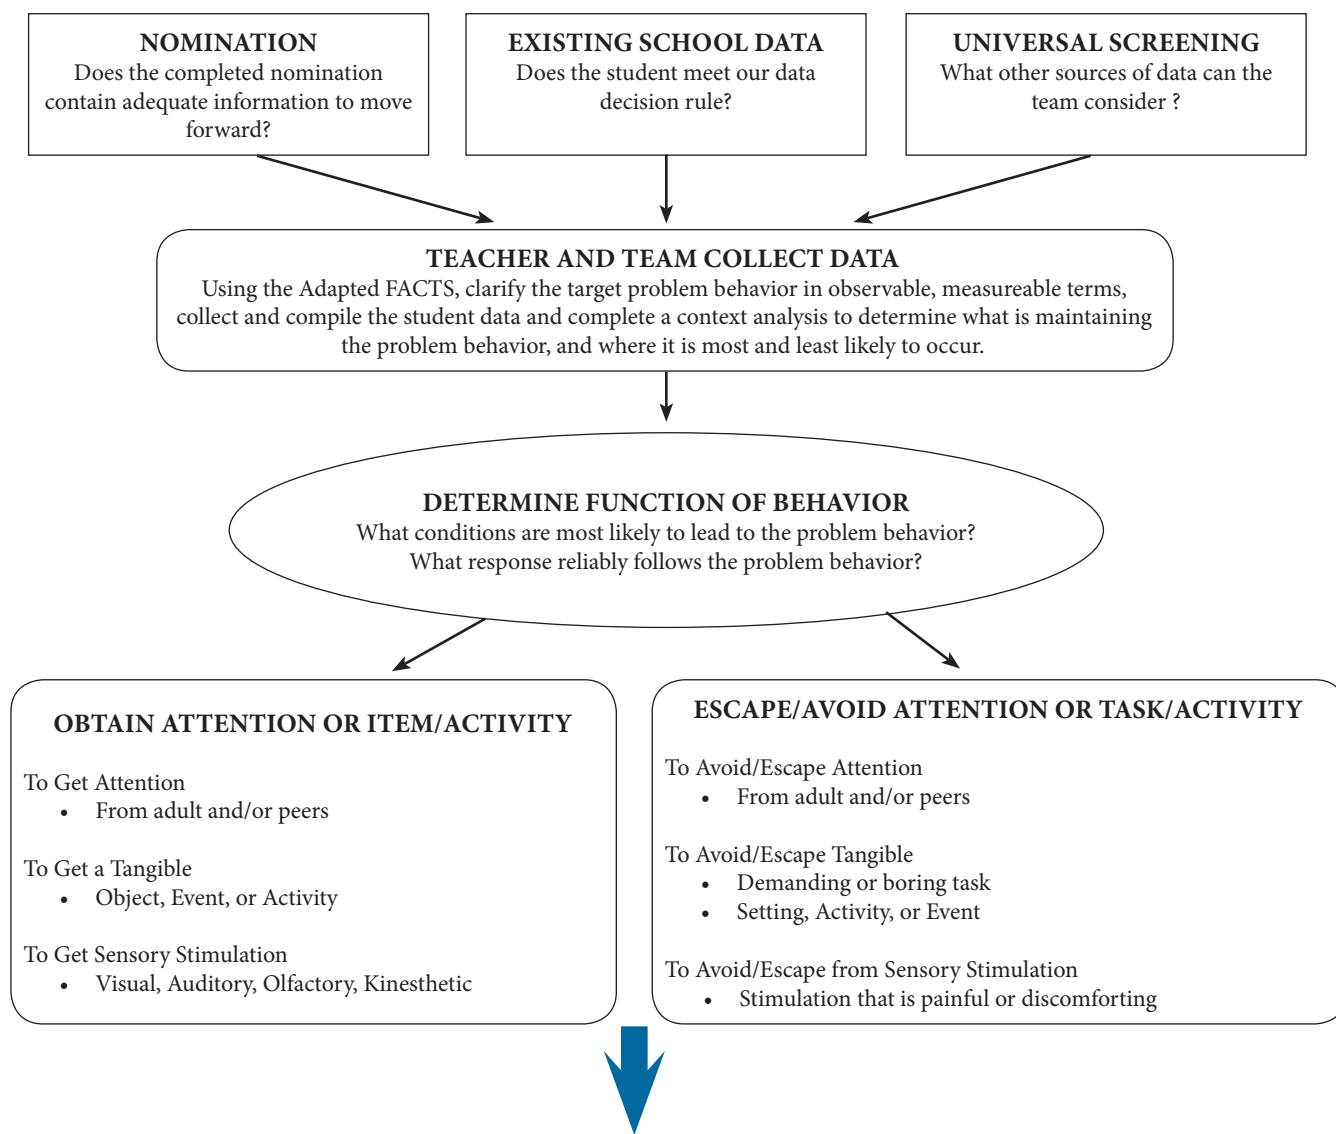 NOMINATION
Does the completed nomination
contain adequate information to move
forward?
EXISTING SCHOOL DATA
Does the student meet our data
decision rule?
UNIVERSAL SCREENING
What other sources of data can the
team consider ?
TEACHER AND TEAM COLLECT DATA
Using the Adapted FACTS, clarify the target problem behavior in observable, measureable terms,
collect and compile the student data and complete a context analysis to determine what is maintaining
the problem behavior, and where it is most and least likely to occur.
DETERMINE FUNCTION OF BEHAVIOR
What conditions are most likely to lead to the problem behavior?
What response reliably follows the problem behavior?
OBTAIN ATTENTION OR ITEM/ACTIVITY
To Get Attention
• From adult and/or peers
To Get a Tangible
• Object, Event, or Activity
To Get Sensory Stimulation
• Visual, Auditory, Olfactory, Kinesthetic
ESCAPE/AVOID ATTENTION OR TASK/ACTIVITY
To Avoid/Escape Attention
• From adult and/or peers
To Avoid/Escape Tangible
• Demanding or boring task
• Setting, Activity, or Event
To Avoid/Escape from Sensory Stimulation
• Stimulation that is painful or discomforting